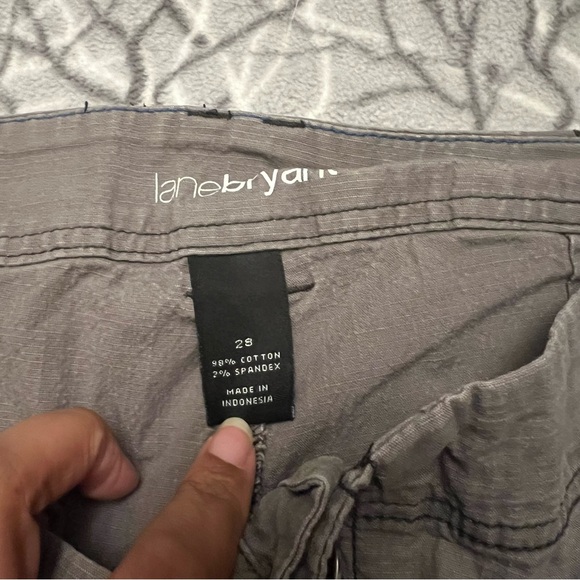 lanebryant
28
98% COTTON
2% SPANDEX
MADE IN
INDONESIA